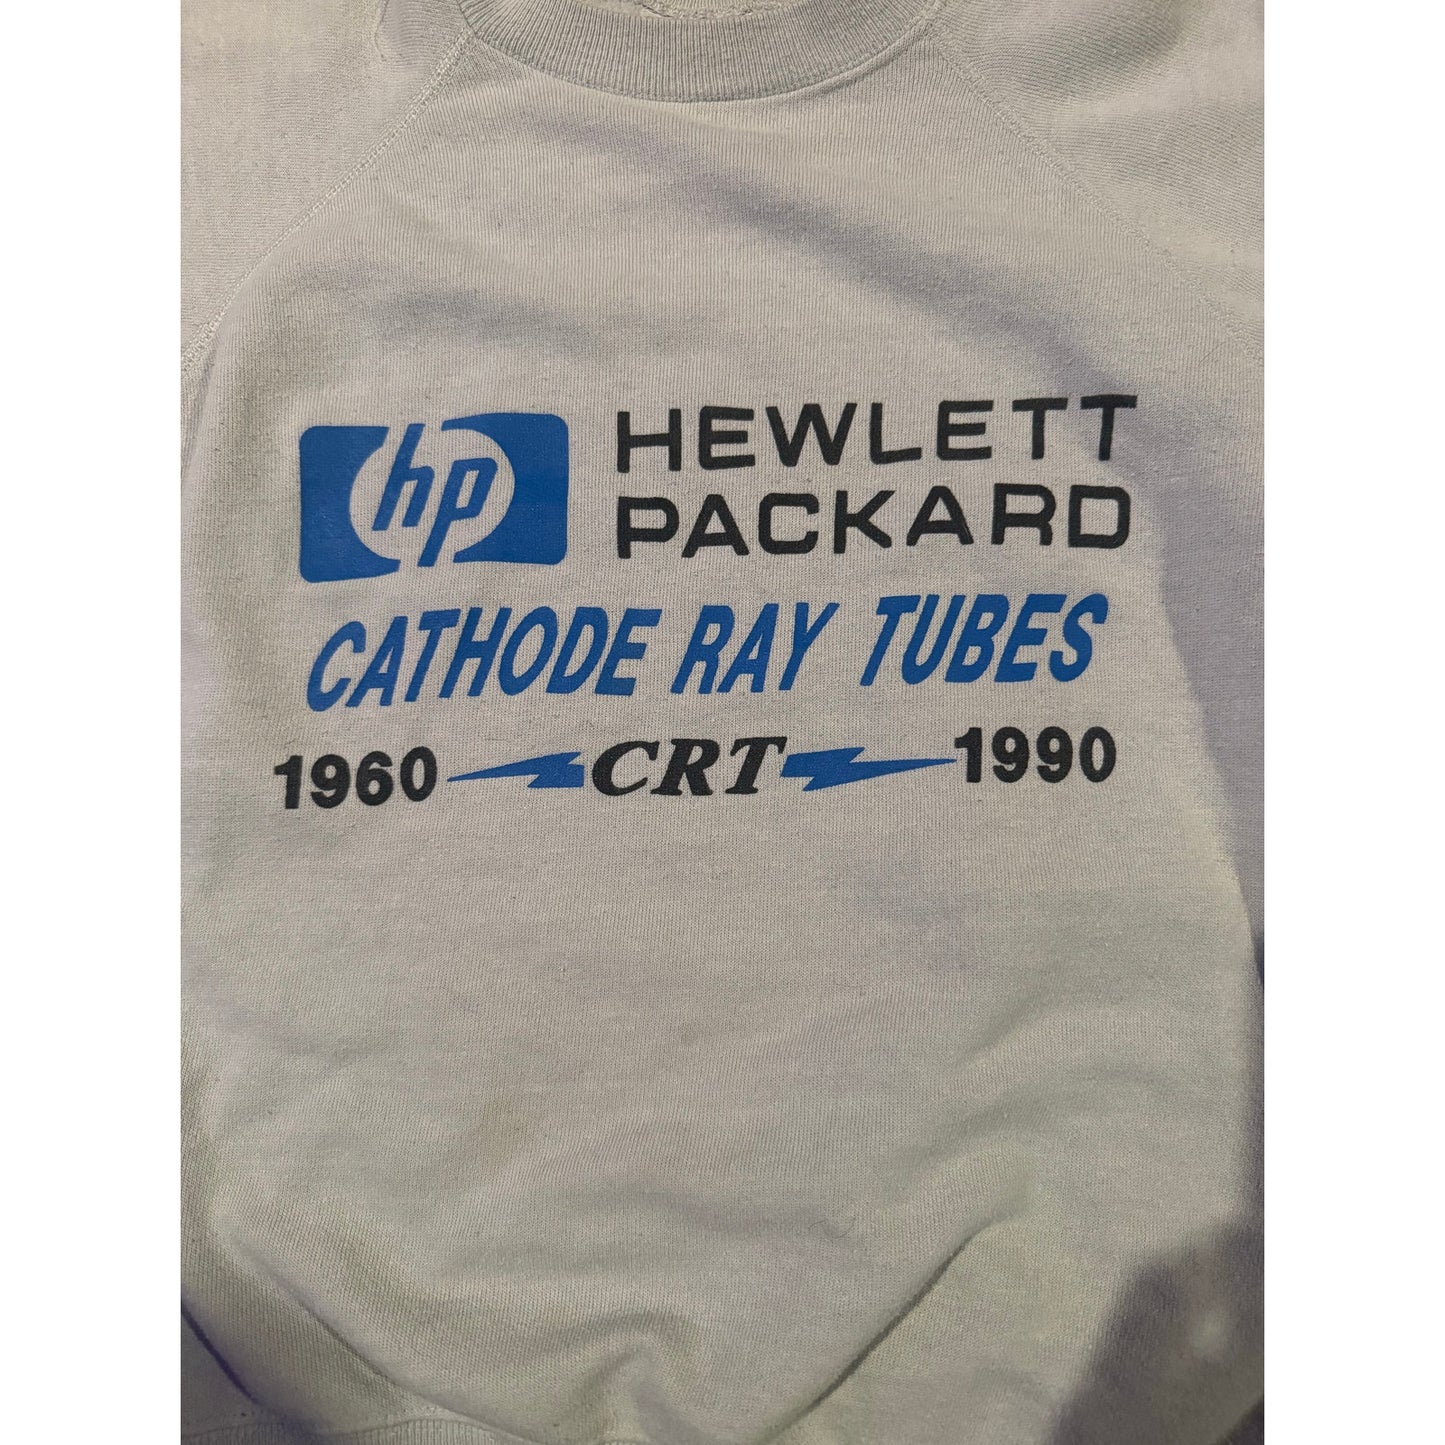 hp HEWLETT
PACKARD
CATHODE RAY TUBES
1960 CRT 1990